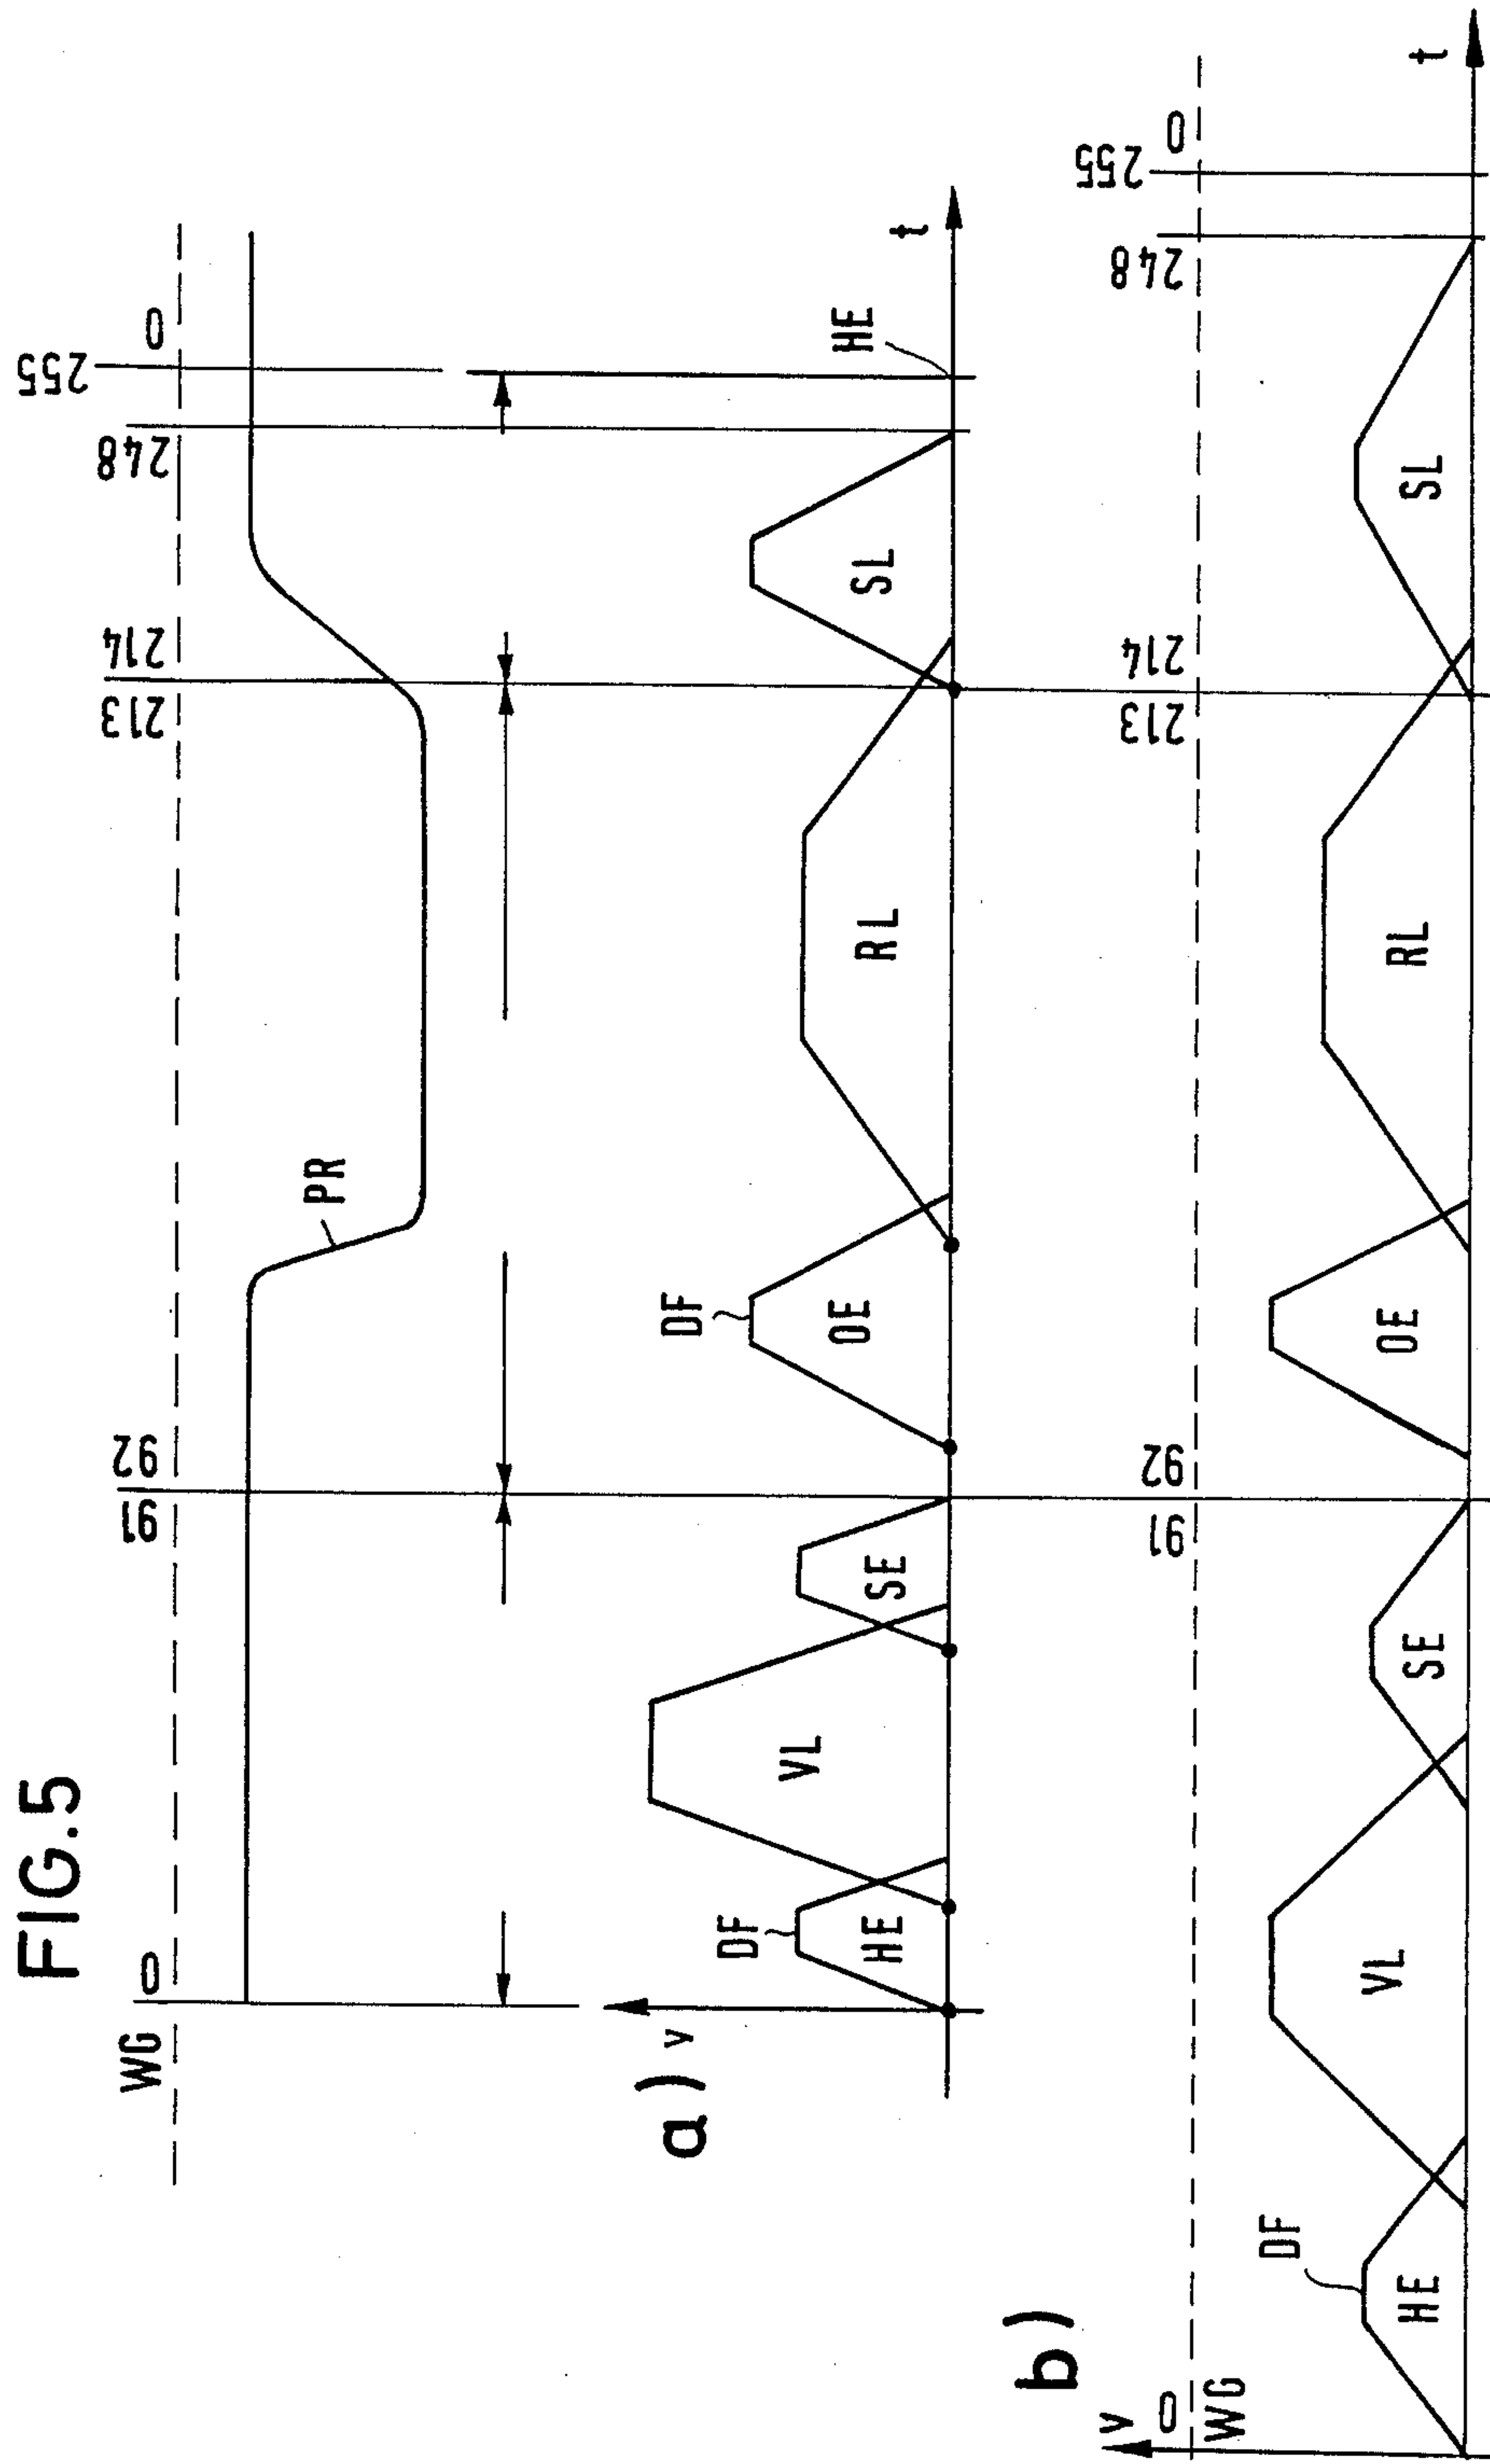 FIG.5
WG 0 91 92 213 214 248 255 0
PR
a) v
DF DF
HE VL SE OE RL SL HE t
b)
v 0 91 92 213 214 248 255 0
WG
DF
HE VL SE OE RL SL t